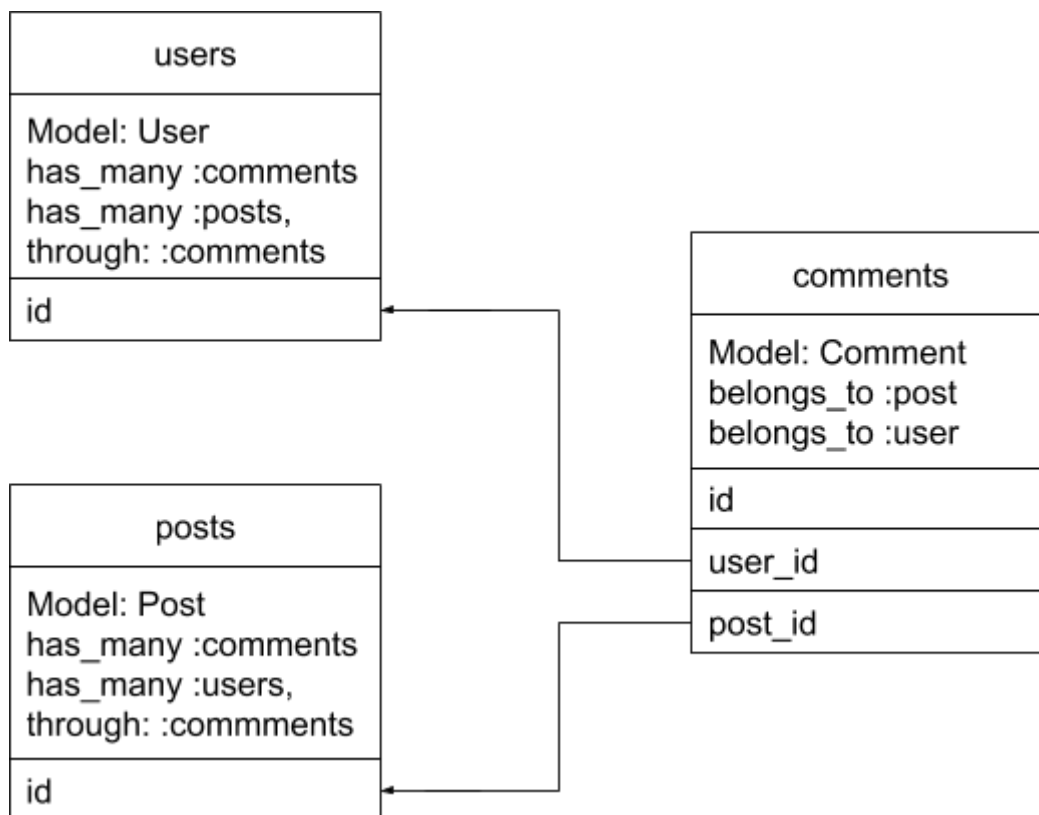 users
Model: User
has_many :comments
has_many :posts,
through: :comments
id
posts
Model: Post
has_many :comments
has_many :users,
through: :commments
id
comments
Model: Comment
belongs_to :post
belongs_to :user
id
user_id
post_id